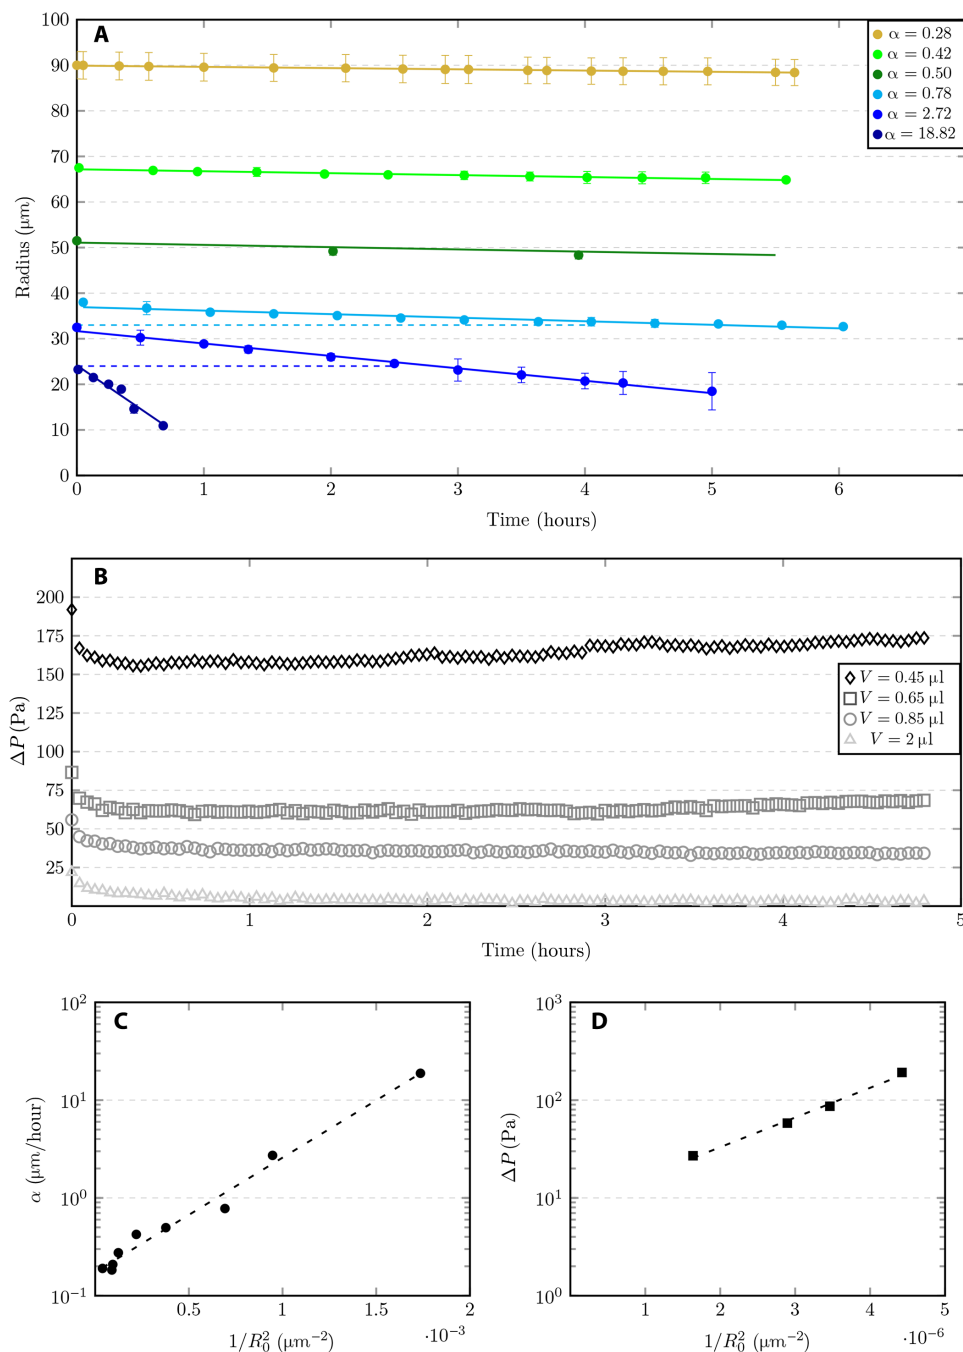 A
100
90
80
70
60
50
40
30
20
10
0
Radius (μm)
α = 0.28
α = 0.42
α = 0.50
α = 0.78
α = 2.72
α = 18.82
0 1 2 3 4 5 6
Time (hours)
B
200
175
150
125
100
75
50
25
ΔP (Pa)
V = 0.45 μl
V = 0.65 μl
V = 0.85 μl
V = 2 μl
0 1 2 3 4 5
Time (hours)
C
10²
10¹
10⁰
10⁻¹
α (μm/hour)
0.5 1 1.5 2
1/R₀² (μm⁻²)
·10⁻³
D
10³
10²
10¹
10⁰
ΔP (Pa)
1 2 3 4 5
1/R₀² (μm⁻²)
·10⁻⁶